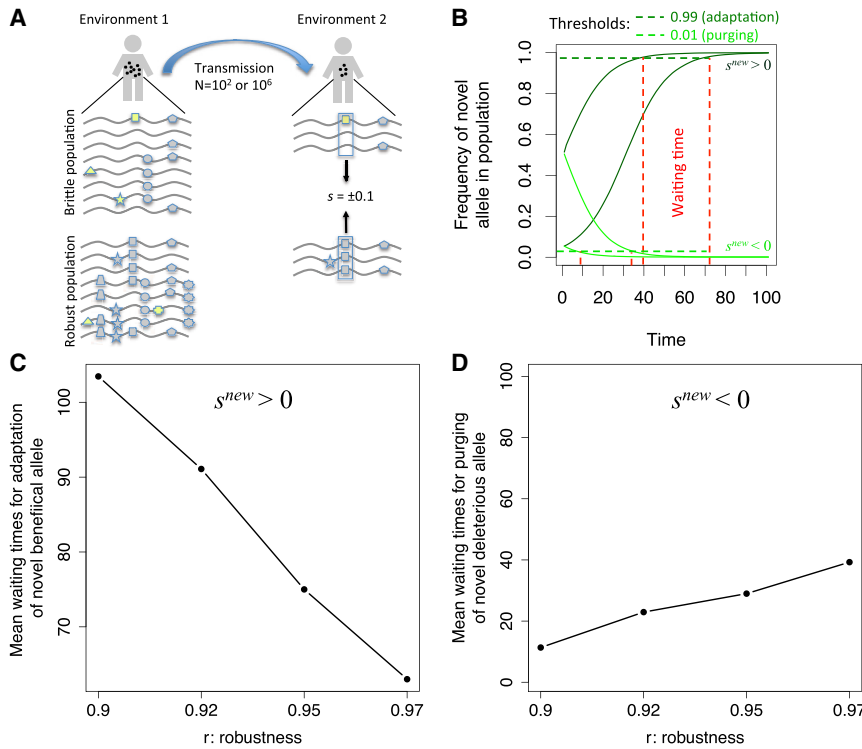 A
Environment 1
Environment 2
Transmission
N=10² or 10⁶
Brittle population
s = ±0.1
Robust population
B
Thresholds:
0.99 (adaptation)
0.01 (purging)
Frequency of novel
allele in population
1.0
0.8
0.6
0.4
0.2
0.0
s^new > 0
Waiting time
s^new < 0
0 20 40 60 80 100
Time
C
Mean waiting times for adaptation
of novel benefiical allele
100
90
80
70
s^new > 0
0.9 0.92 0.95 0.97
r: robustness
D
Mean waiting times for purging
of novel deleterious allele
100
80
60
40
20
0
s^new < 0
0.9 0.92 0.95 0.97
r: robustness